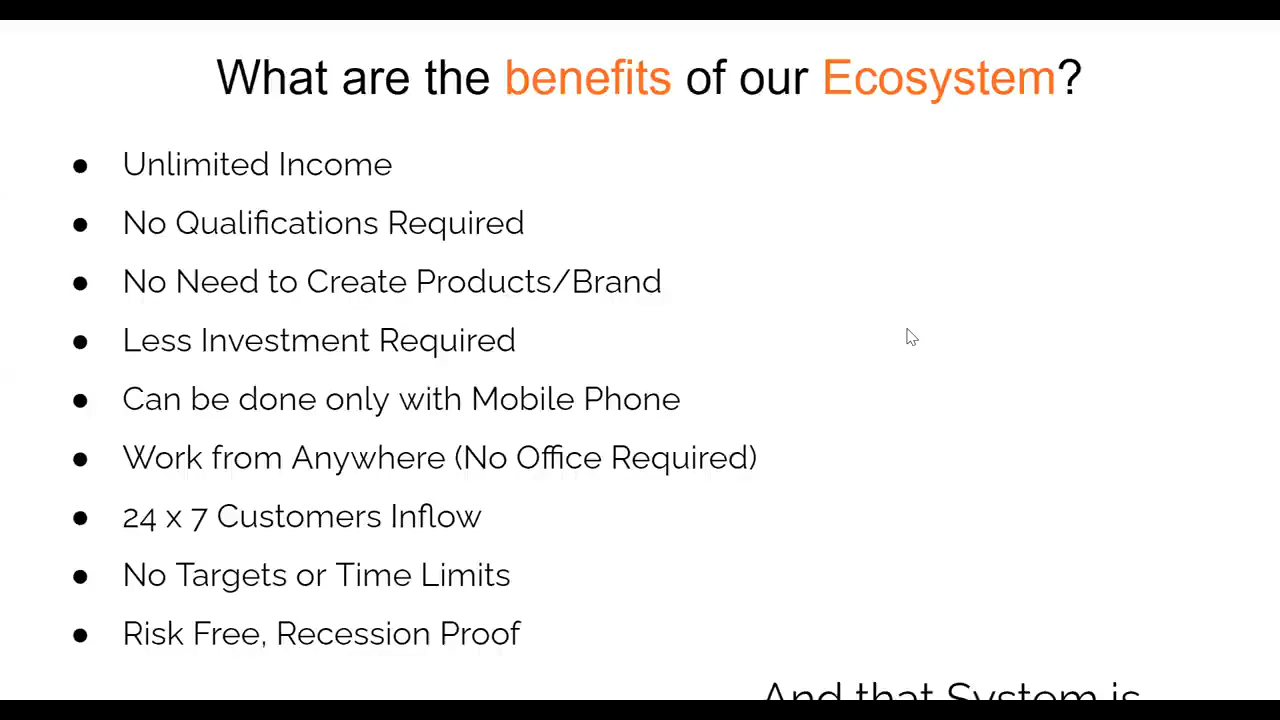 What are the benefits of our Ecosystem?
● Unlimited Income
● No Qualifications Required
● No Need to Create Products/Brand
● Less Investment Required
● Can be done only with Mobile Phone
● Work from Anywhere (No Office Required)
● 24 x 7 Customers Inflow
● No Targets or Time Limits
● Risk Free, Recession Proof
And that System is